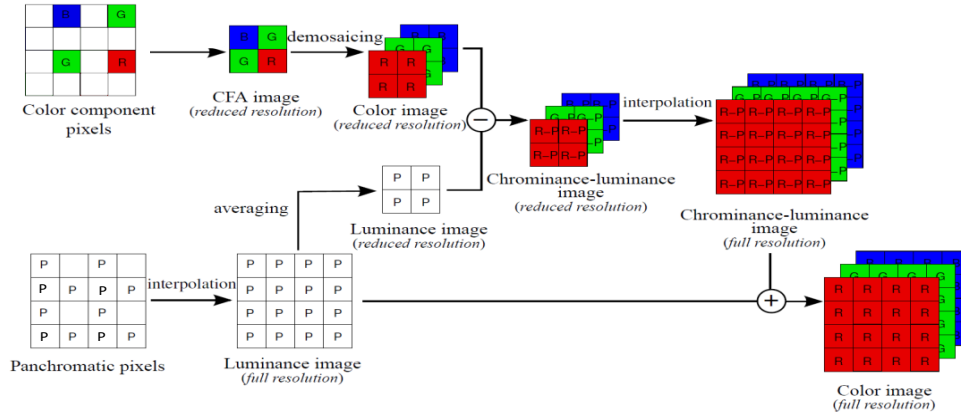 B G
G R
Color component
pixels
B G
G R
CFA image
(reduced resolution)
demosaicing
R R
G G
G
R R
R R
Color image
(reduced resolution)
−
R–P R–P
R–P R–P
Chrominance–luminance
image
(reduced resolution)
interpolation
R–P R–P R–P R–P
R–P R–P R–P R–P
R–P R–P R–P R–P
R–P R–P R–P R–P
Chrominance–luminance
image
(full resolution)
averaging
P P
P P
Luminance image
(reduced resolution)
P P
P P P P
P P
P P P P
Panchromatic pixels
interpolation
P P P P
P P P P
P P P P
P P P P
Luminance image
(full resolution)
+
G G G G
G
G
G
R R R R
R R R R
R R R R
R R R R
Color image
(full resolution)